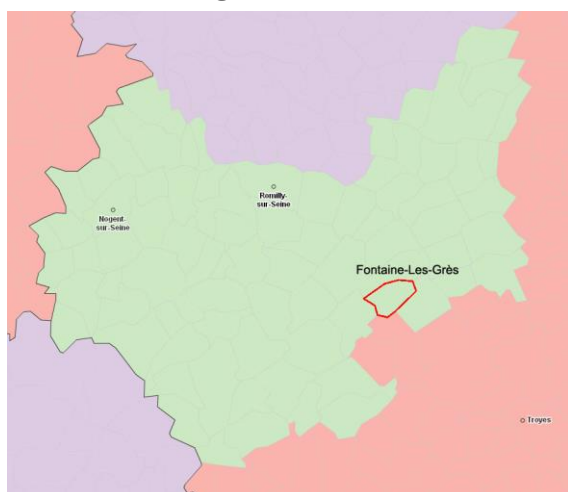 Romilly-
sur-Seine
Nogent-
sur-Seine
Fontaine-Les-Grès
Troyes